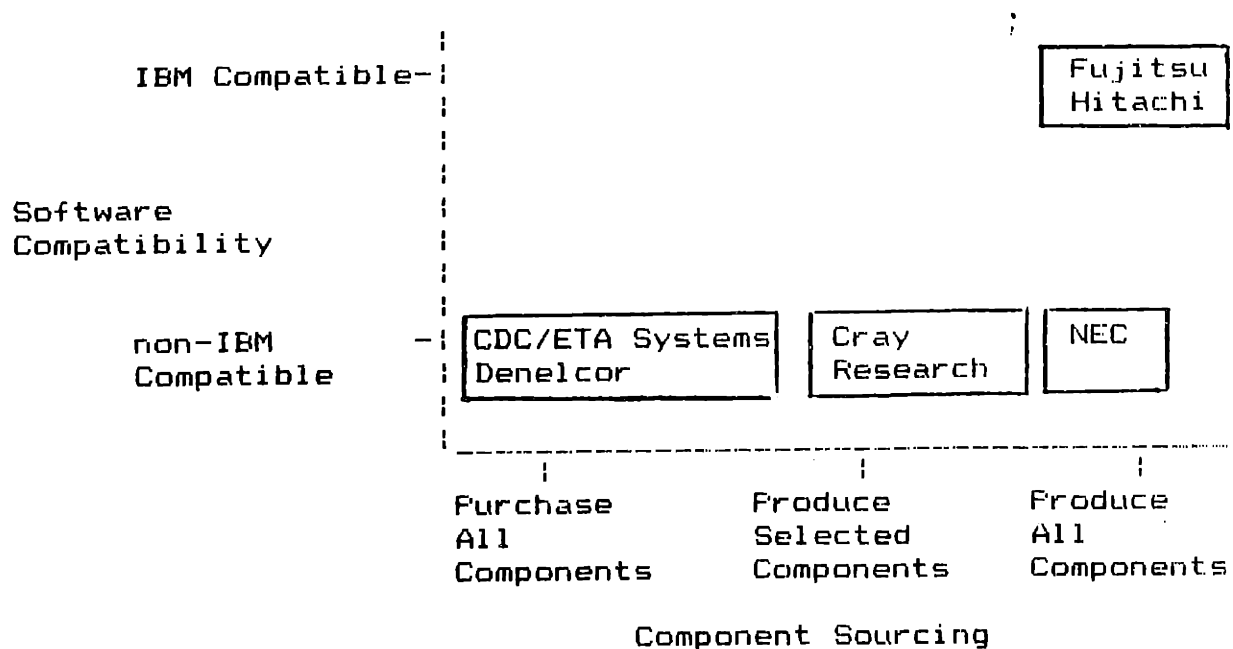 IBM Compatible
Fujitsu
Hitachi
Software
Compatibility
non-IBM
Compatible
CDC/ETA Systems
Denelcor
Cray
Research
NEC
Purchase
All
Components
Produce
Selected
Components
Produce
All
Components
Component Sourcing